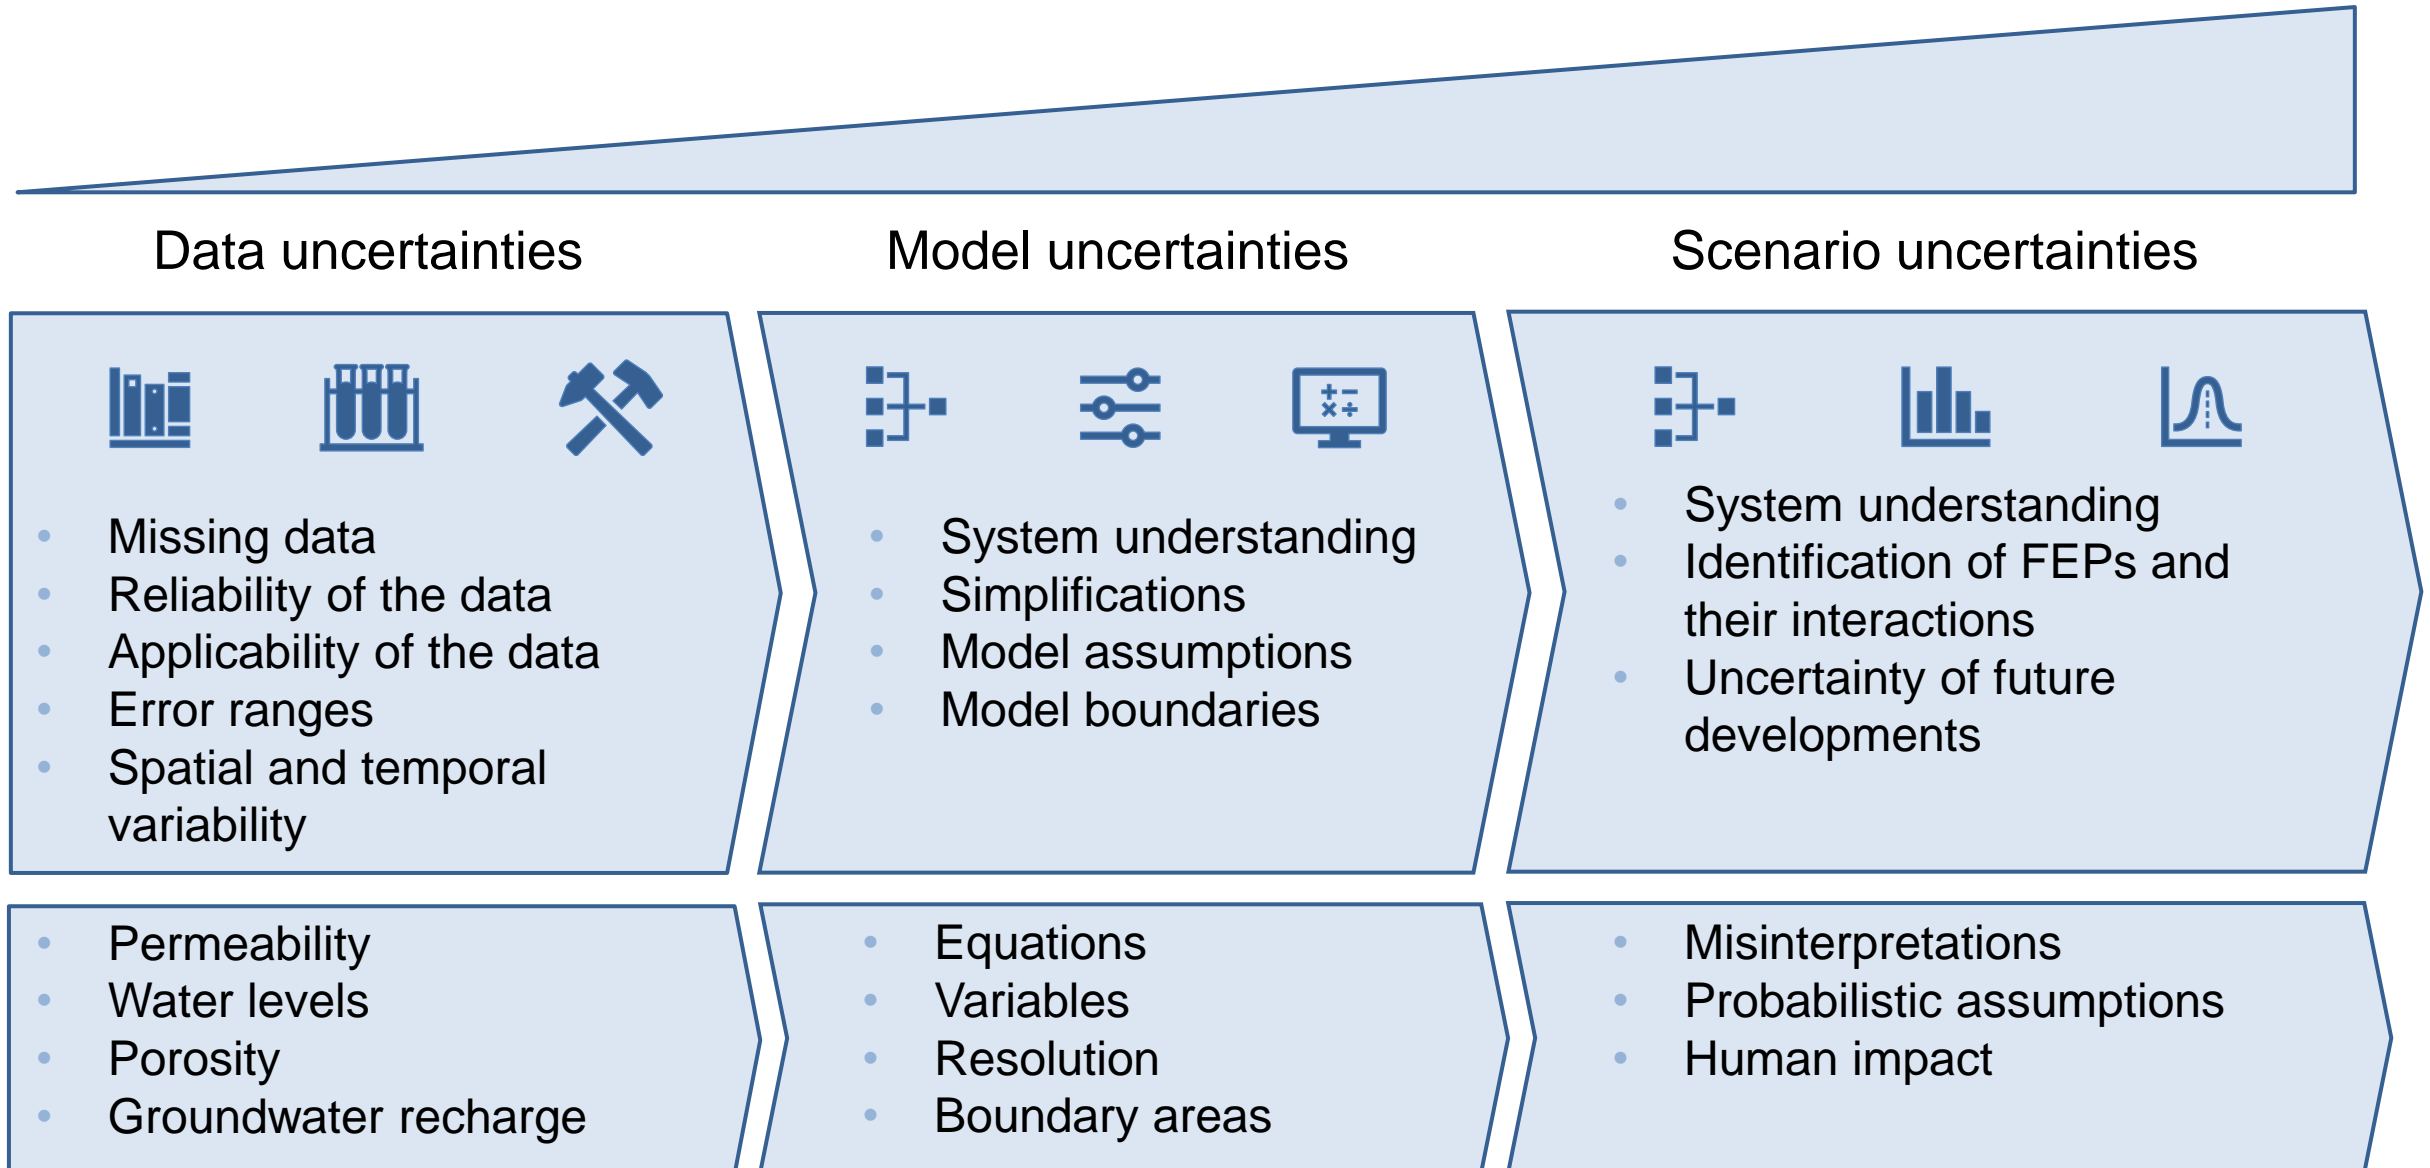 Data uncertainties
Model uncertainties
Scenario uncertainties
• Missing data
• Reliability of the data
• Applicability of the data
• Error ranges
• Spatial and temporal
variability
• System understanding
• Simplifications
• Model assumptions
• Model boundaries
• System understanding
• Identification of FEPs and
their interactions
• Uncertainty of future
developments
• Permeability
• Water levels
• Porosity
• Groundwater recharge
• Equations
• Variables
• Resolution
• Boundary areas
• Misinterpretations
• Probabilistic assumptions
• Human impact